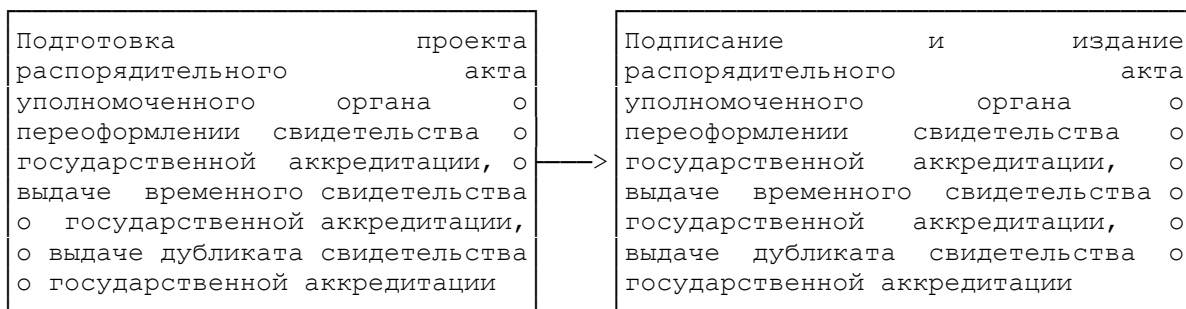 Подготовка проекта
распорядительного акта
уполномоченного органа о
переоформлении свидетельства о
государственной аккредитации, о
выдаче временного свидетельства
о государственной аккредитации,
о выдаче дубликата свидетельства
о государственной аккредитации
Подписание и издание
распорядительного акта
уполномоченного органа о
переоформлении свидетельства о
государственной аккредитации, о
выдаче временного свидетельства о
государственной аккредитации, о
выдаче дубликата свидетельства о
государственной аккредитации